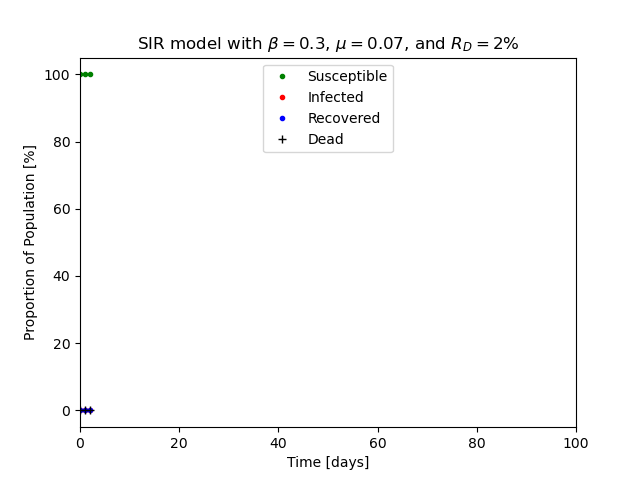 SIR model with β = 0.3, μ = 0.07, and R_D = 2%
Proportion of Population [%]
100
80
60
40
20
0
Susceptible
Infected
Recovered
Dead
0 20 40 60 80 100
Time [days]